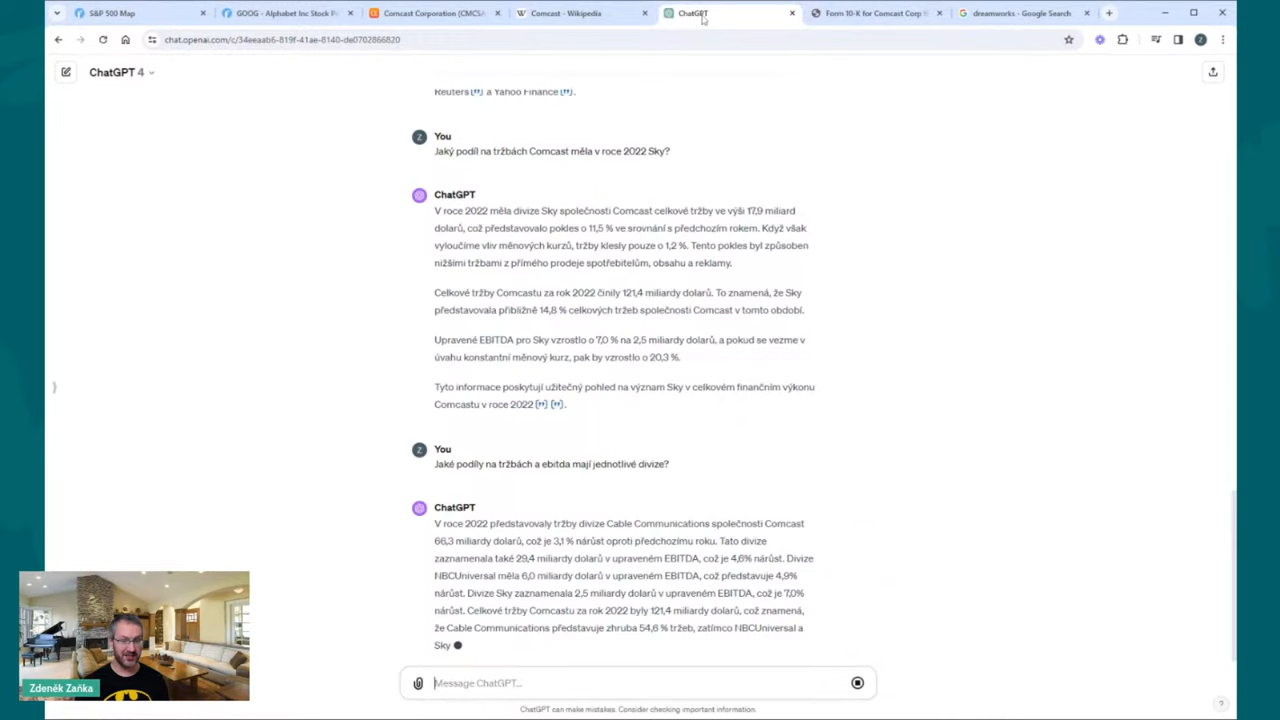 S&P 500 Map
GOOG - Alphabet Inc Stock P
Comcast Corporation (CMCSA
Comcast - Wikipedia
ChatGPT
Form 10-K for Comcast Corp
dreamworks - Google Search
chat.openai.com/c/34eeaab6-819f-41ae-8140-de0702866820
ChatGPT 4
Reuters ["] a Yahoo Finance ["].
You
Jaký podíl na tržbách Comcast měla v roce 2022 Sky?
ChatGPT
V roce 2022 měla divize Sky společnosti Comcast celkové tržby ve výši 17,9 miliard
dolarů, což představovalo pokles o 11,5 % ve srovnání s předchozím rokem. Když však
vyloučíme vliv měnových kurzů, tržby klesly pouze o 1,2 %. Tento pokles byl způsoben
nižšími tržbami z přímého prodeje spotřebitelům, obsahu a reklamy.
Celkové tržby Comcastu za rok 2022 činily 121,4 miliardy dolarů. To znamená, že Sky
představovala přibližně 14,8 % celkových tržeb společnosti Comcast v tomto období.
Upravené EBITDA pro Sky vzrostlo o 7,0 % na 2,5 miliardy dolarů, a pokud se vezme v
úvahu konstantní měnový kurz, pak by vzrostlo o 20,3 %.
Tyto informace poskytují užitečný pohled na význam Sky v celkovém finančním výkonu
Comcastu v roce 2022 ["] ["].
You
Jaké podíly na tržbách a ebitda mají jednotlivé divize?
ChatGPT
V roce 2022 představovaly tržby divize Cable Communications společnosti Comcast
66,3 miliardy dolarů, což je 3,1 % nárůst oproti předchozímu roku. Tato divize
zaznamenala také 29,4 miliardy dolarů v upraveném EBITDA, což je 4,6% nárůst. Divize
NBCUniversal měla 6,0 miliardy dolarů v upraveném EBITDA, což představuje 4,9%
nárůst. Divize Sky zaznamenala 2,5 miliardy dolarů v upraveném EBITDA, což je 7,0%
nárůst. Celkové tržby Comcastu za rok 2022 byly 121,4 miliardy dolarů, což znamená,
že Cable Communications představuje zhruba 54,6 % tržeb, zatímco NBCUniversal a
Sky
Message ChatGPT...
ChatGPT can make mistakes. Consider checking important information.
Zdeněk Zaňka